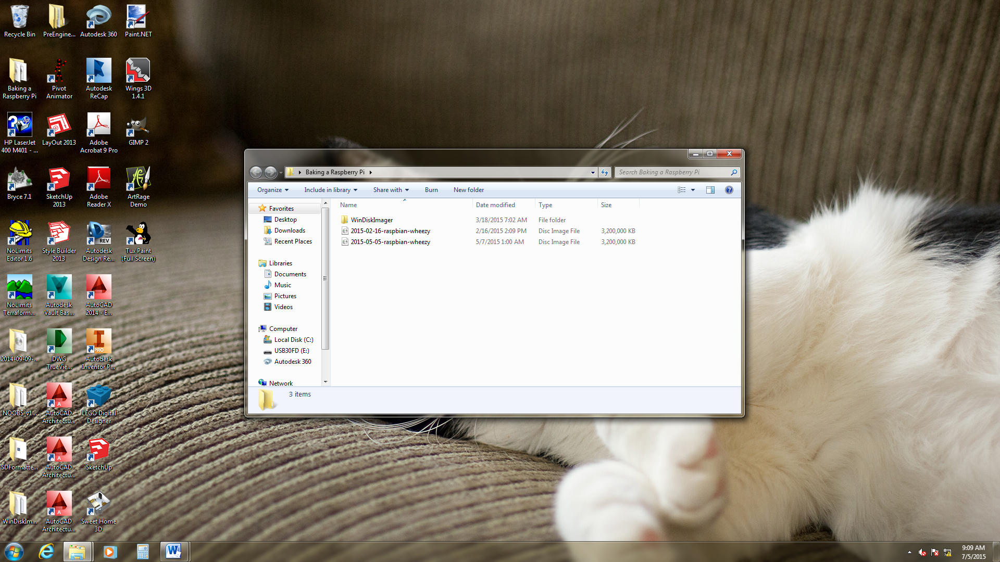 Recycle Bin
PreEngine...
Autodesk 360
Paint.NET
Baking a
Raspberry Pi
Pivot
Animator
Autodesk
ReCap
Wings 3D
1.4.1
HP LaserJet
400 M401 - ...
LayOut 2013
Adobe
Acrobat 9 Pro
GIMP 2
Bryce 7.1
SketchUp
2013
Adobe
Reader X
ArtRage
Demo
NoLimits
Editor 1.6
Style Builder
2013
REV
Autodesk
Design Re...
Tux Paint
(Full Screen)
NoLimits
Terraform...
Autodesk
Vault Bas...
AutoCAD
2014 - E...
2014-09-09-...
DWG
TrueVie...
PRO
Autodesk
Inventor P...
NOOBS_v1...
AutoCAD
Architectu...
LEGO Digital
Designer
SDFormatte...
AutoCAD
Architectu...
SketchUp
WinDiskIm...
AutoCAD
Architectu...
Sweet Home
3D
Baking a Raspberry Pi
Search Baking a Raspberry Pi
Organize Include in library Share with Burn New folder
Name Date modified Type Size
WinDiskImager 3/18/2015 7:02 AM File folder
2015-02-16-raspbian-wheezy 2/16/2015 2:09 PM Disc Image File 3,200,000 KB
2015-05-05-raspbian-wheezy 5/7/2015 1:00 AM Disc Image File 3,200,000 KB
Favorites
Desktop
Downloads
Recent Places
Libraries
Documents
Music
Pictures
Videos
Computer
Local Disk (C:)
USB30FD (E:)
Autodesk 360
Network
3 items
9:09 AM
7/5/2015